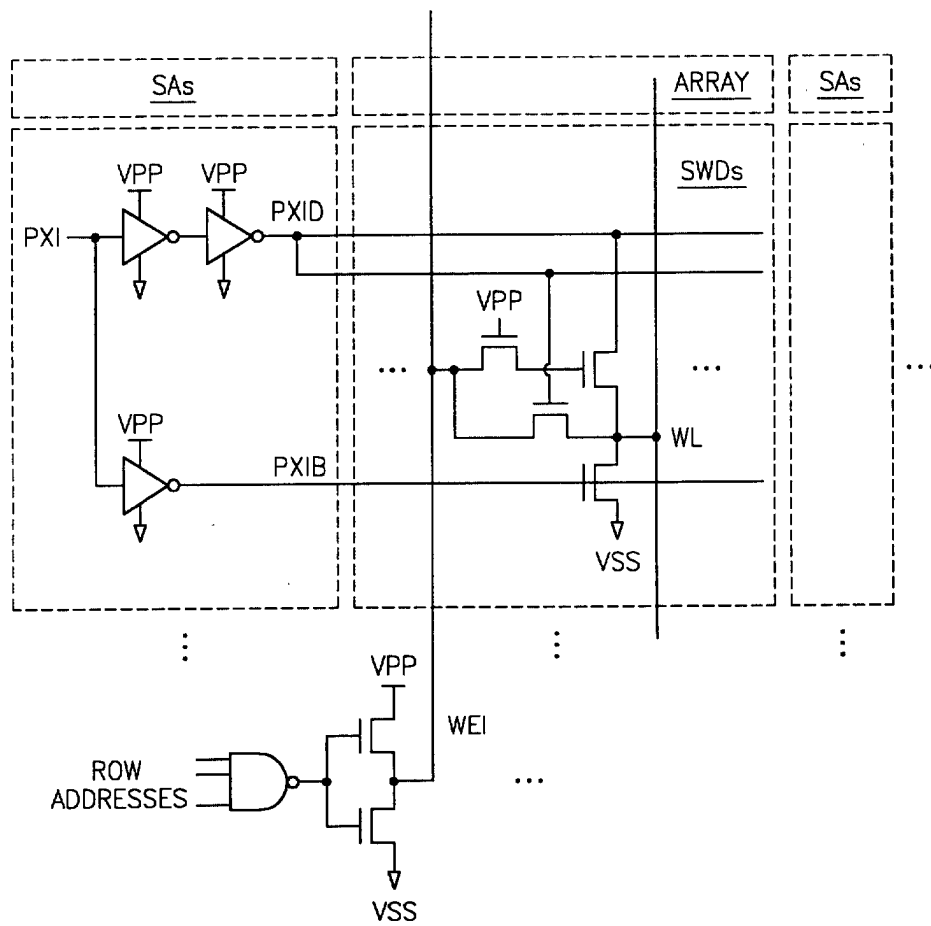 SAs
ARRAY
SAs
VPP
VPP
SWDs
PXID
PXI
VPP
...
...
...
VPP
WL
PXIB
VSS
VPP
WEI
...
ROW
ADDRESSES
VSS